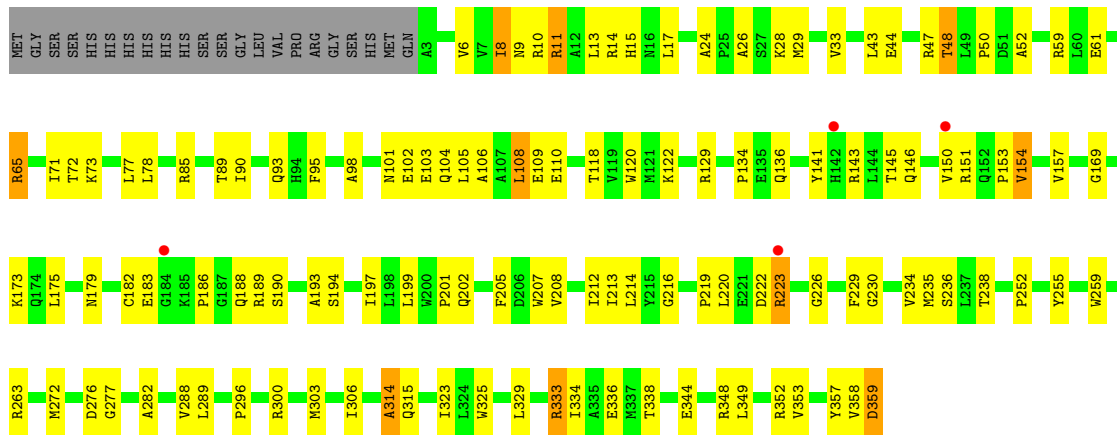 MET GLY SER SER HIS HIS HIS HIS HIS HIS SER SER GLY LEU VAL PRO ARG GLY SER HIS MET GLN A3 V6 V7 I8 N9 R10 R11 A12 L13 R14 H15 N16 L17 A24 P25 A26 S27 K28 M29 V33 L43 E44 R47 T48 L49 P50 D51 A52 R59 L60 E61
R65 I71 T72 K73 L77 L78 R85 T89 I90 Q93 H94 F95 A98 N101 E102 E103 Q104 L105 A106 A107 L108 E109 E110 T118 V119 W120 M121 K122 R129 P134 E135 Q136 Y141 H142 R143 L144 T145 Q146 V150 R151 Q152 P153 V154 V157 G169
K173 Q174 L175 N179 C182 E183 G184 K185 P186 G187 Q188 R189 S190 A193 S194 I197 L198 L199 W200 P201 Q202 F205 D206 W207 V208 I212 I213 L214 Y215 G216 P219 L220 E221 D222 R223 G226 F229 G230 V234 M235 S236 L237 T238 P252 Y255 W259
R263 M272 D276 G277 A282 V288 L289 P296 R300 M303 I306 A314 Q315 I323 L324 W325 L329 R333 I334 A335 E336 M337 T338 E344 R348 L349 R352 V353 Y357 V358 D359